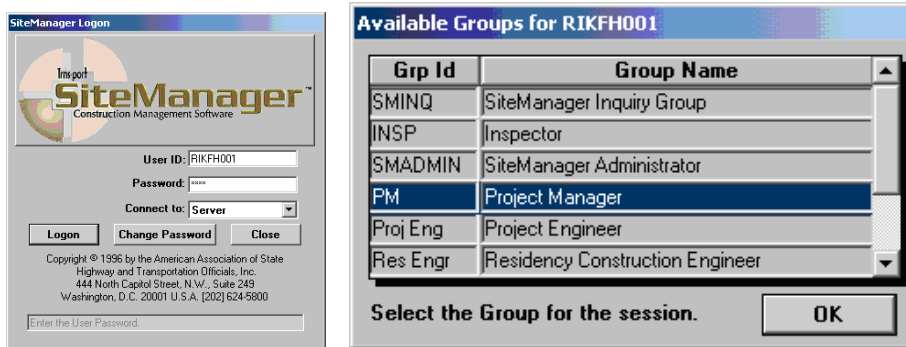 SiteManager Logon
Trns•port
SiteManager™
Construction Management Software
User ID: RIKFH001
Password: ××××
Connect to: Server
Logon Change Password Close
Copyright © 1996 by the American Association of State
Highway and Transportation Officials, Inc.
444 North Capitol Street, N.W., Suite 249
Washington, D.C. 20001 U.S.A. [202] 624-5800
Enter the User Password.
Available Groups for RIKFH001
Grp Id Group Name
SMINQ SiteManager Inquiry Group
INSP Inspector
SMADMIN SiteManager Administrator
PM Project Manager
Proj Eng Project Engineer
Res Engr Residency Construction Engineer
Select the Group for the session. OK